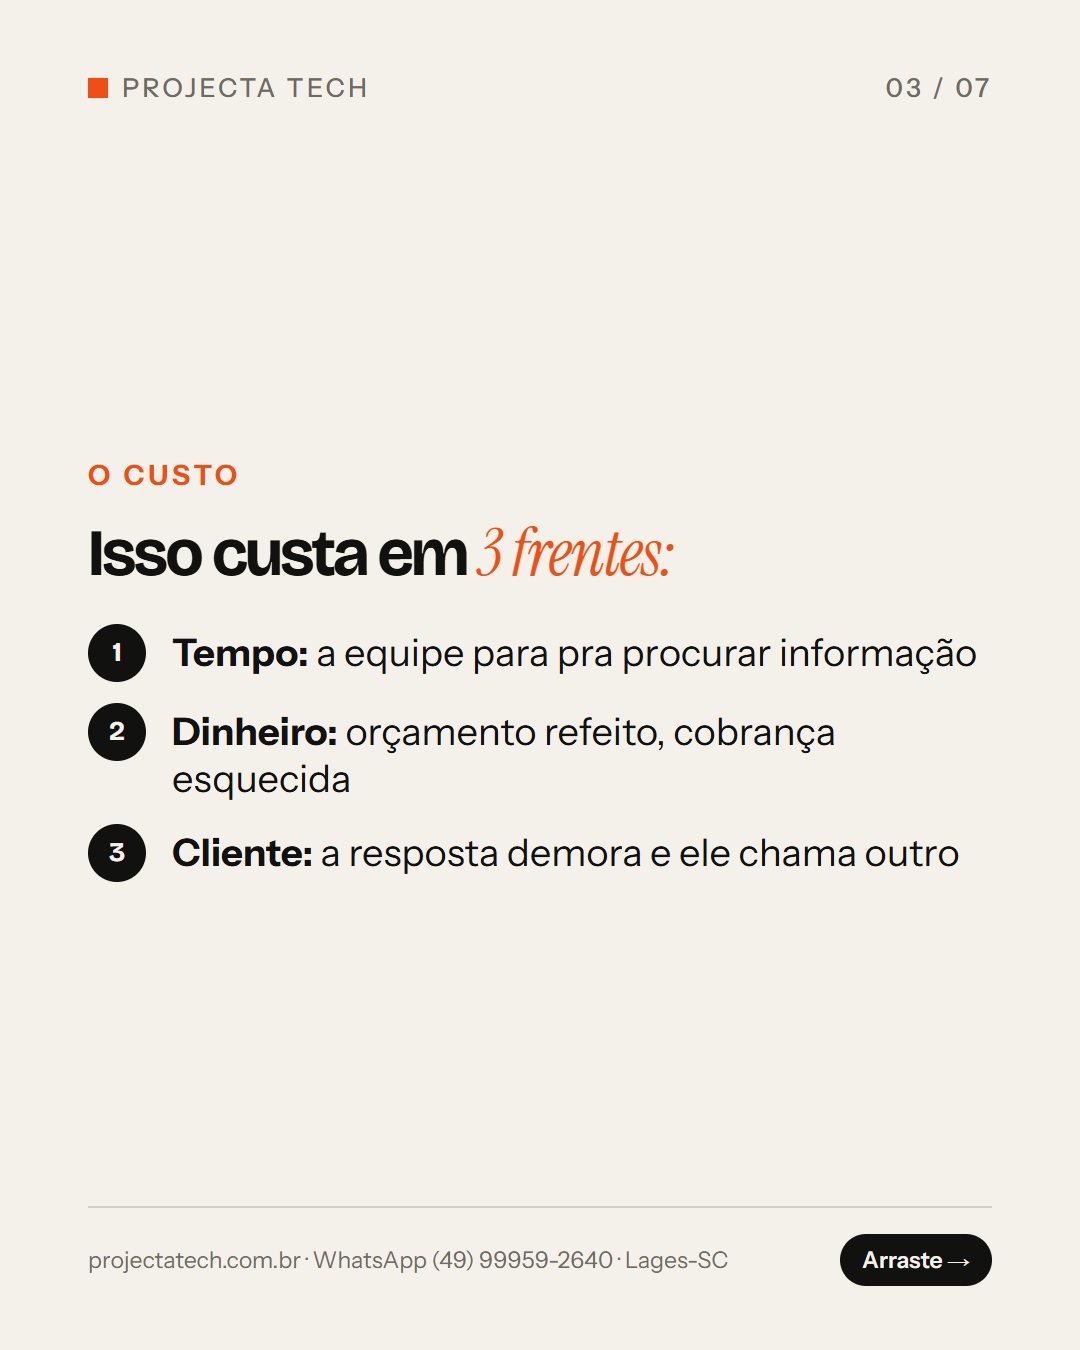 PROJECTA TECH
03 / 07
O CUSTO
Isso custa em 3 frentes:
1 Tempo: a equipe para pra procurar informação
2 Dinheiro: orçamento refeito, cobrança
esquecida
3 Cliente: a resposta demora e ele chama outro
projectatech.com.br · WhatsApp (49) 99959-2640 · Lages-SC
Arraste →